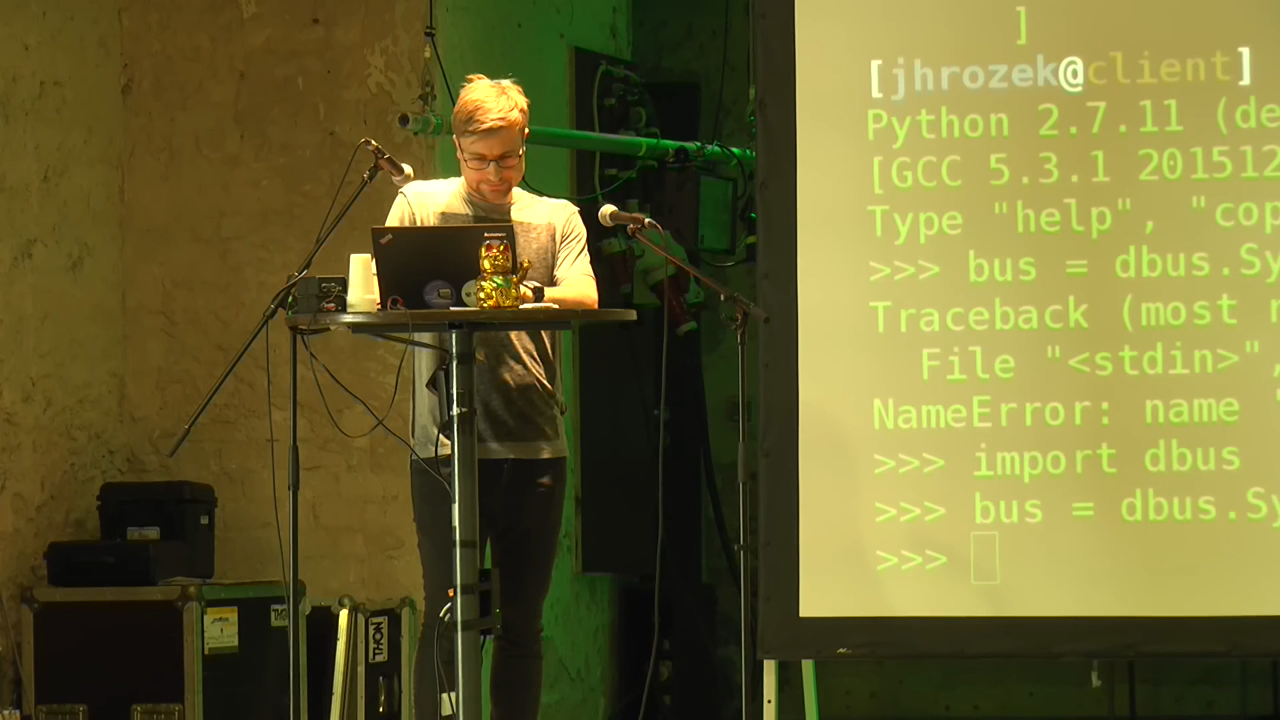 ]
[jhrozek@client]
Python 2.7.11 (de
[GCC 5.3.1 201512
Type "help", "cop
>>> bus = dbus.Sy
Traceback (most r
  File "<stdin>",
NameError: name '
>>> import dbus
>>> bus = dbus.Sy
>>>
lenovo